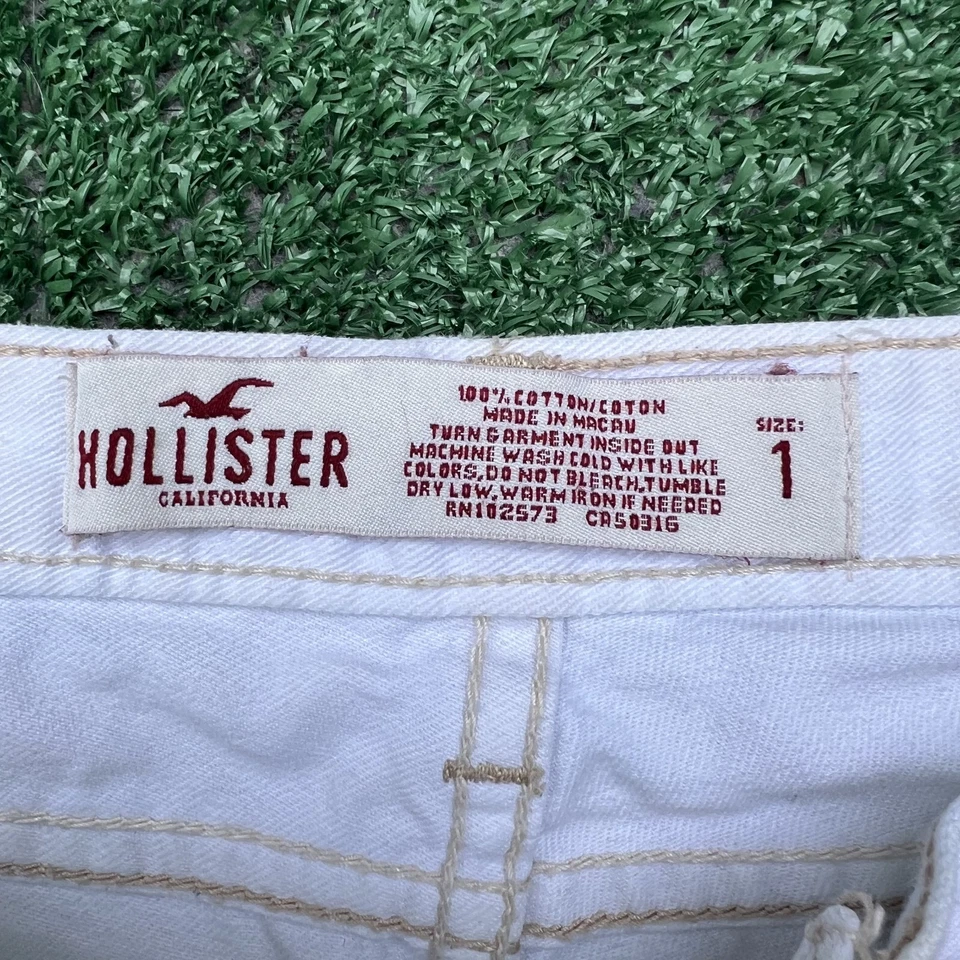 HOLLISTER
CALIFORNIA
100% COTTON/COTON
MADE IN MACAU
TURN GARMENT INSIDE OUT
MACHINE WASH COLD WITH LIKE
COLORS, DO NOT BLEACH, TUMBLE
DRY LOW, WARM IRON IF NEEDED
RN102573 CA50316
SIZE:
1